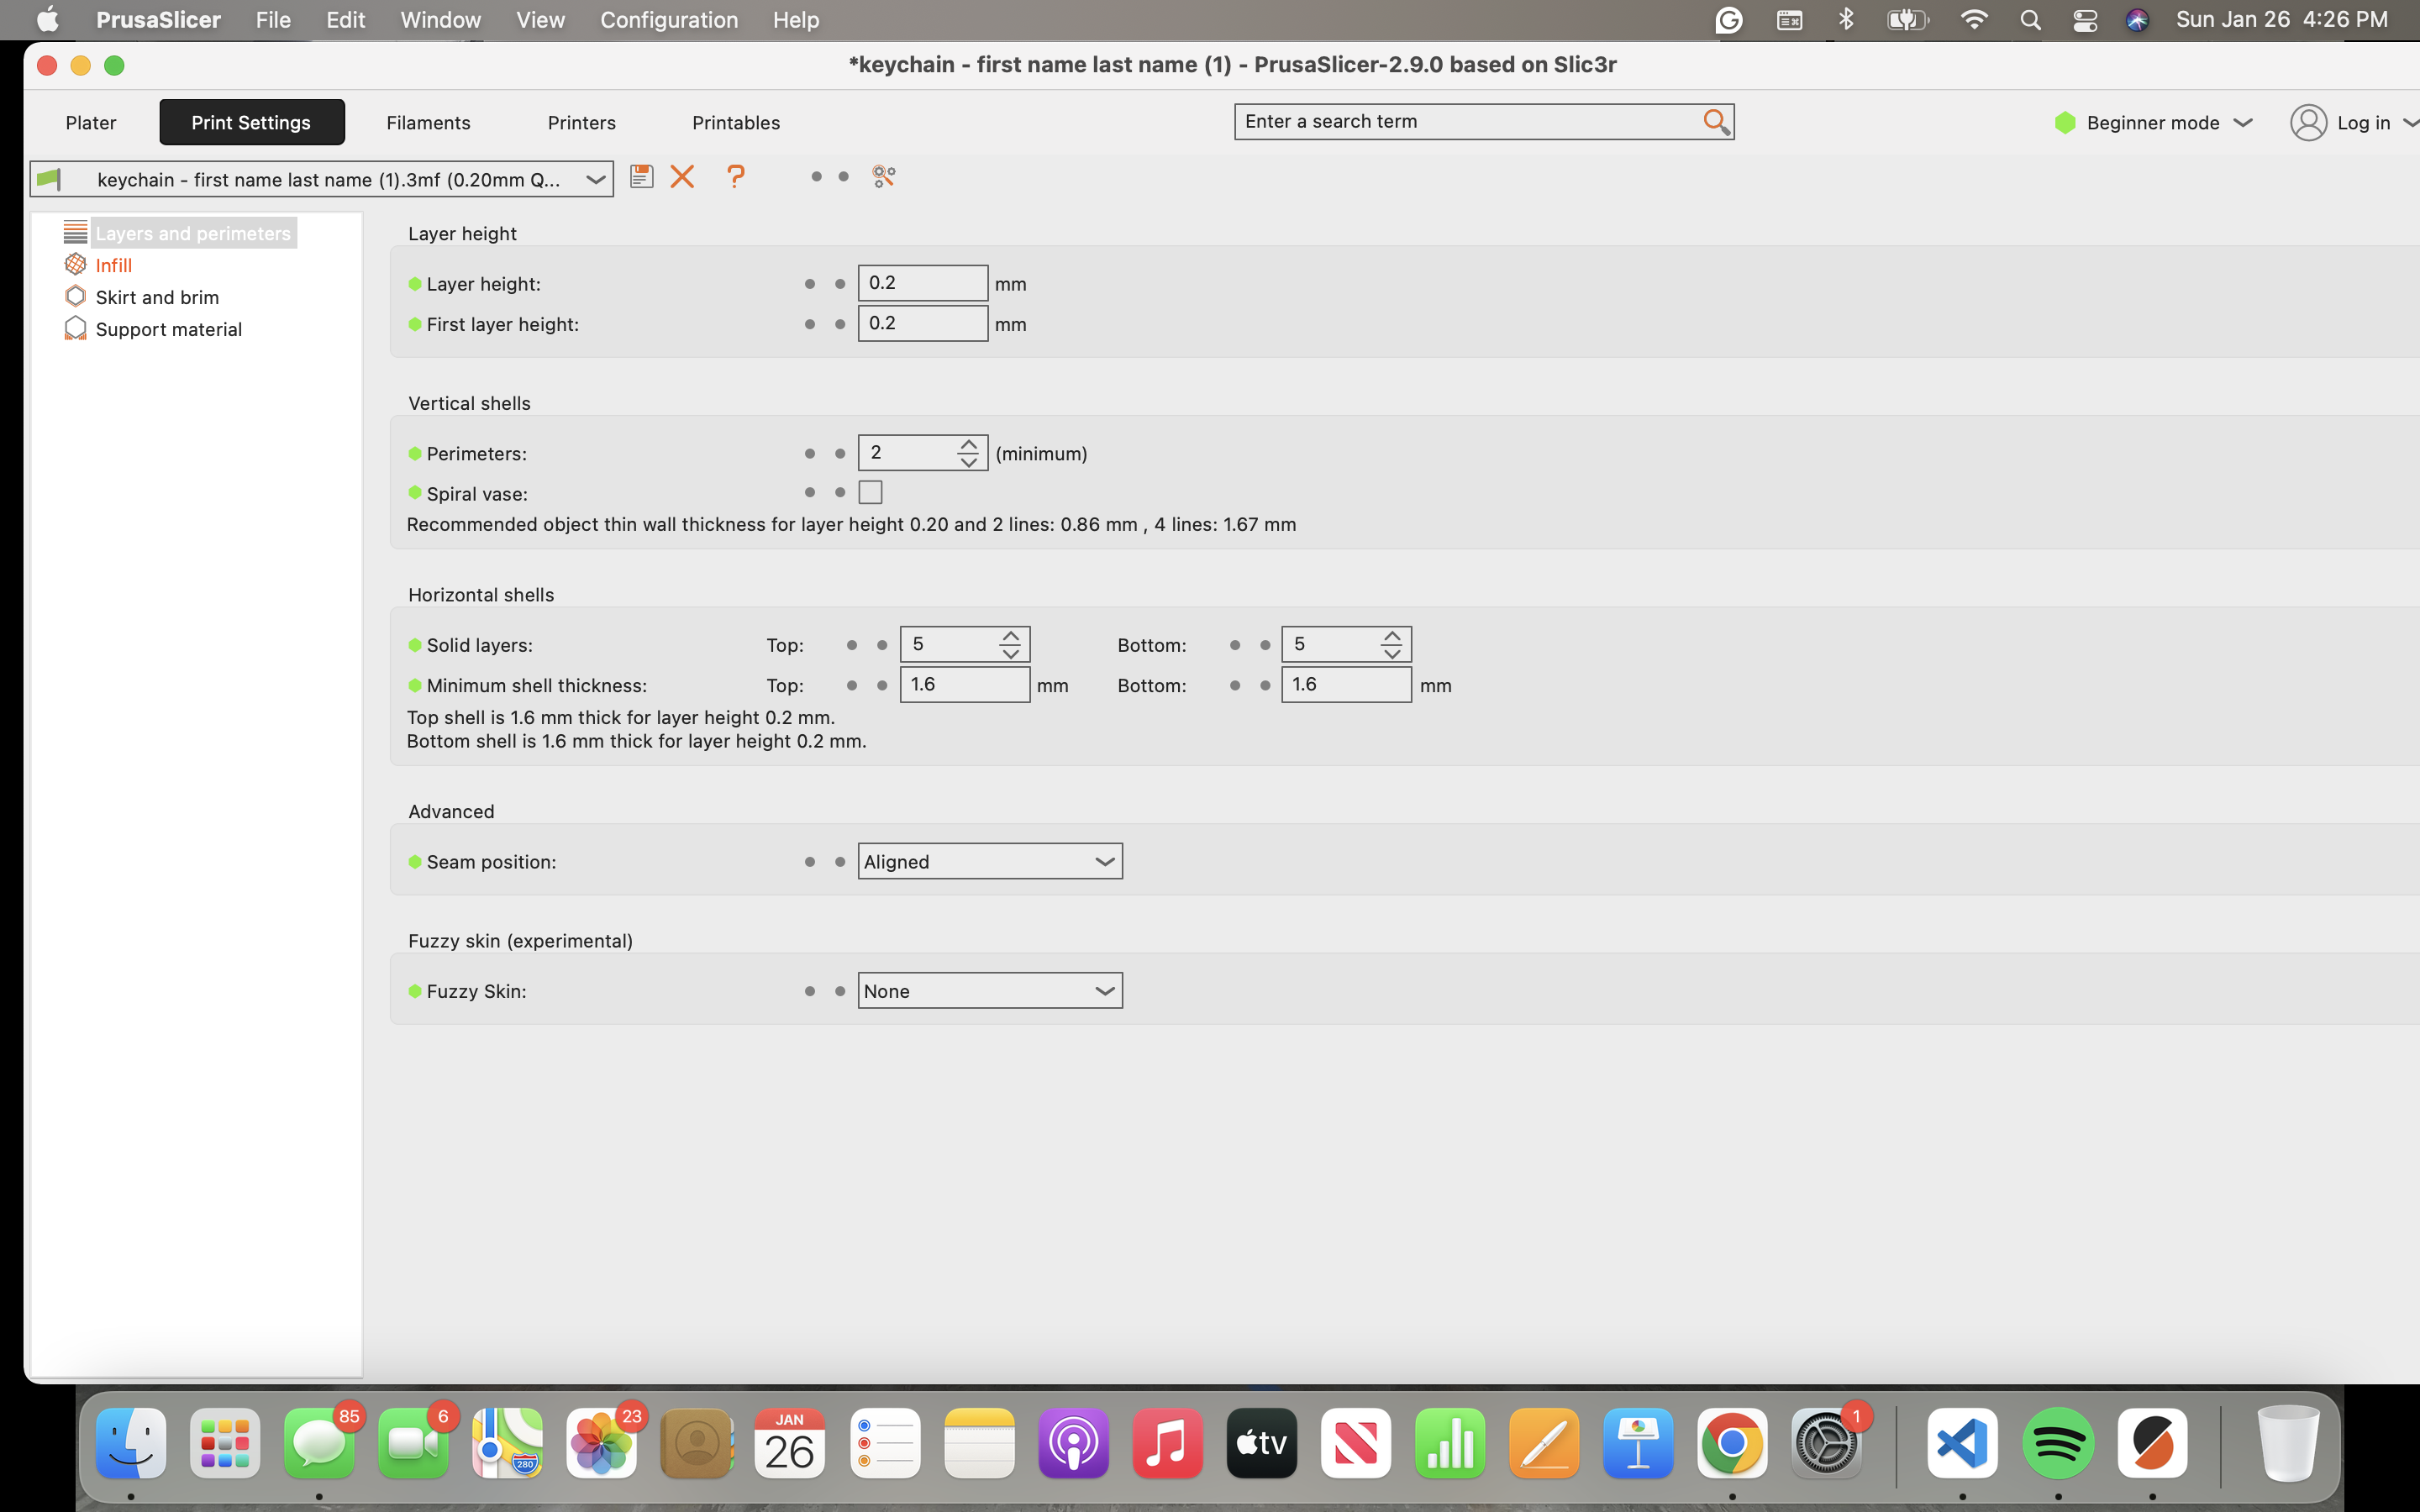 PrusaSlicer File Edit Window View Configuration Help Sun Jan 26 4:26 PM
*keychain - first name last name (1) - PrusaSlicer-2.9.0 based on Slic3r
Plater Print Settings Filaments Printers Printables Enter a search term Beginner mode Log in
keychain - first name last name (1).3mf (0.20mm Q... ?
Layers and perimeters
Infill
Skirt and brim
Support material
Layer height
Layer height: 0.2 mm
First layer height: 0.2 mm
Vertical shells
Perimeters: 2 (minimum)
Spiral vase:
Recommended object thin wall thickness for layer height 0.20 and 2 lines: 0.86 mm , 4 lines: 1.67 mm
Horizontal shells
Solid layers: Top: 5 Bottom: 5
Minimum shell thickness: Top: 1.6 mm Bottom: 1.6 mm
Top shell is 1.6 mm thick for layer height 0.2 mm.
Bottom shell is 1.6 mm thick for layer height 0.2 mm.
Advanced
Seam position: Aligned
Fuzzy skin (experimental)
Fuzzy Skin: None
85 6 280 23 JAN 26 tv 1